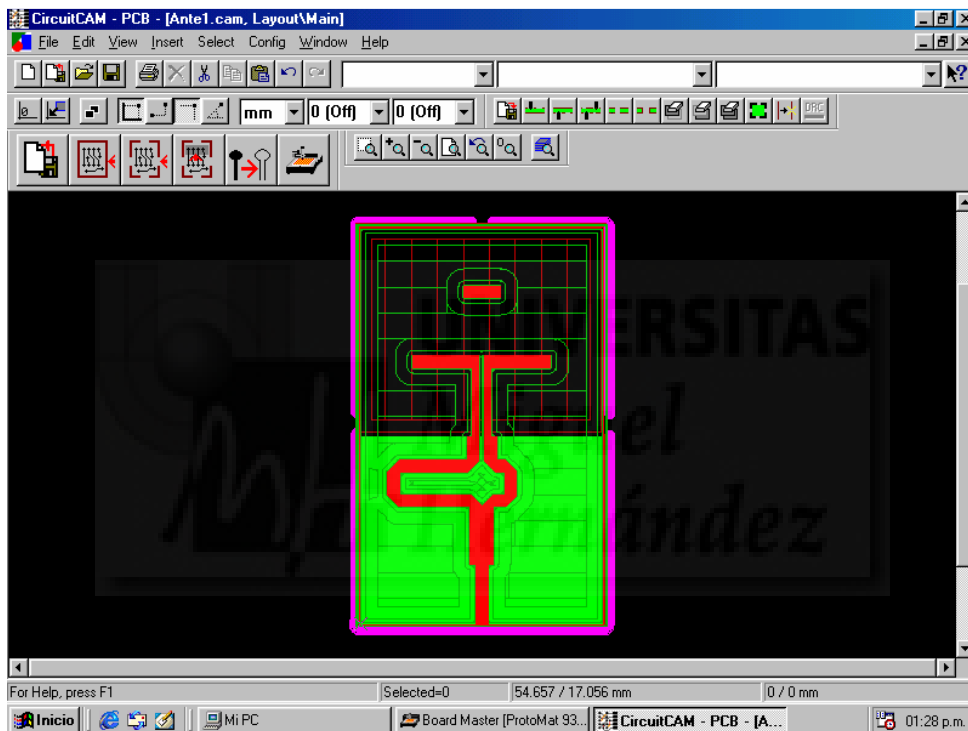 CircuitCAM - PCB - [Ante1.cam, Layout\Main]
File Edit View Insert Select Config Window Help
mm 0 (Off) 0 (Off) DRC
UNIVERSITAS
Miguel
Hernández
For Help, press F1 Selected=0 54.657 / 17.056 mm 0 / 0 mm
Inicio Mi PC Board Master [ProtoMat 93... CircuitCAM - PCB - [A... 01:28 p.m.